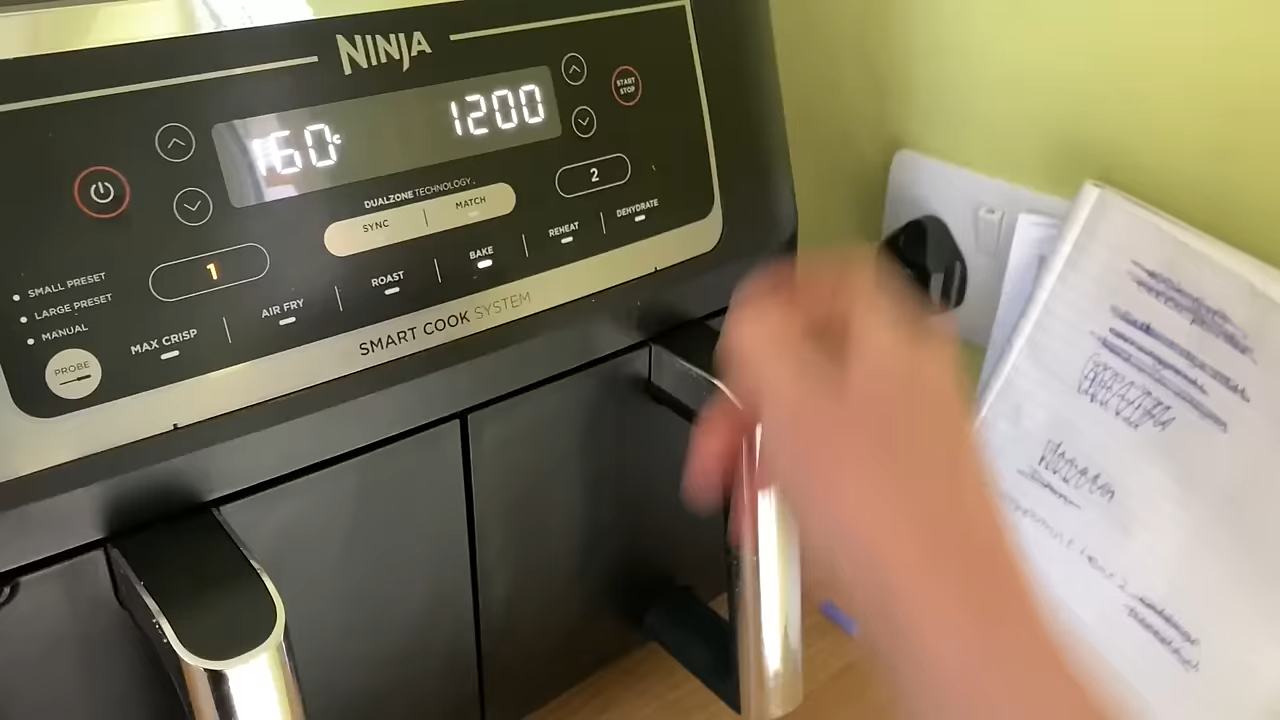 NINJA
160°C
1200
START
STOP
DUALZONE TECHNOLOGY
SYNC
MATCH
2
1
SMALL PRESET
LARGE PRESET
MANUAL
PROBE
MAX CRISP
AIR FRY
ROAST
BAKE
REHEAT
DEHYDRATE
SMART COOK SYSTEM